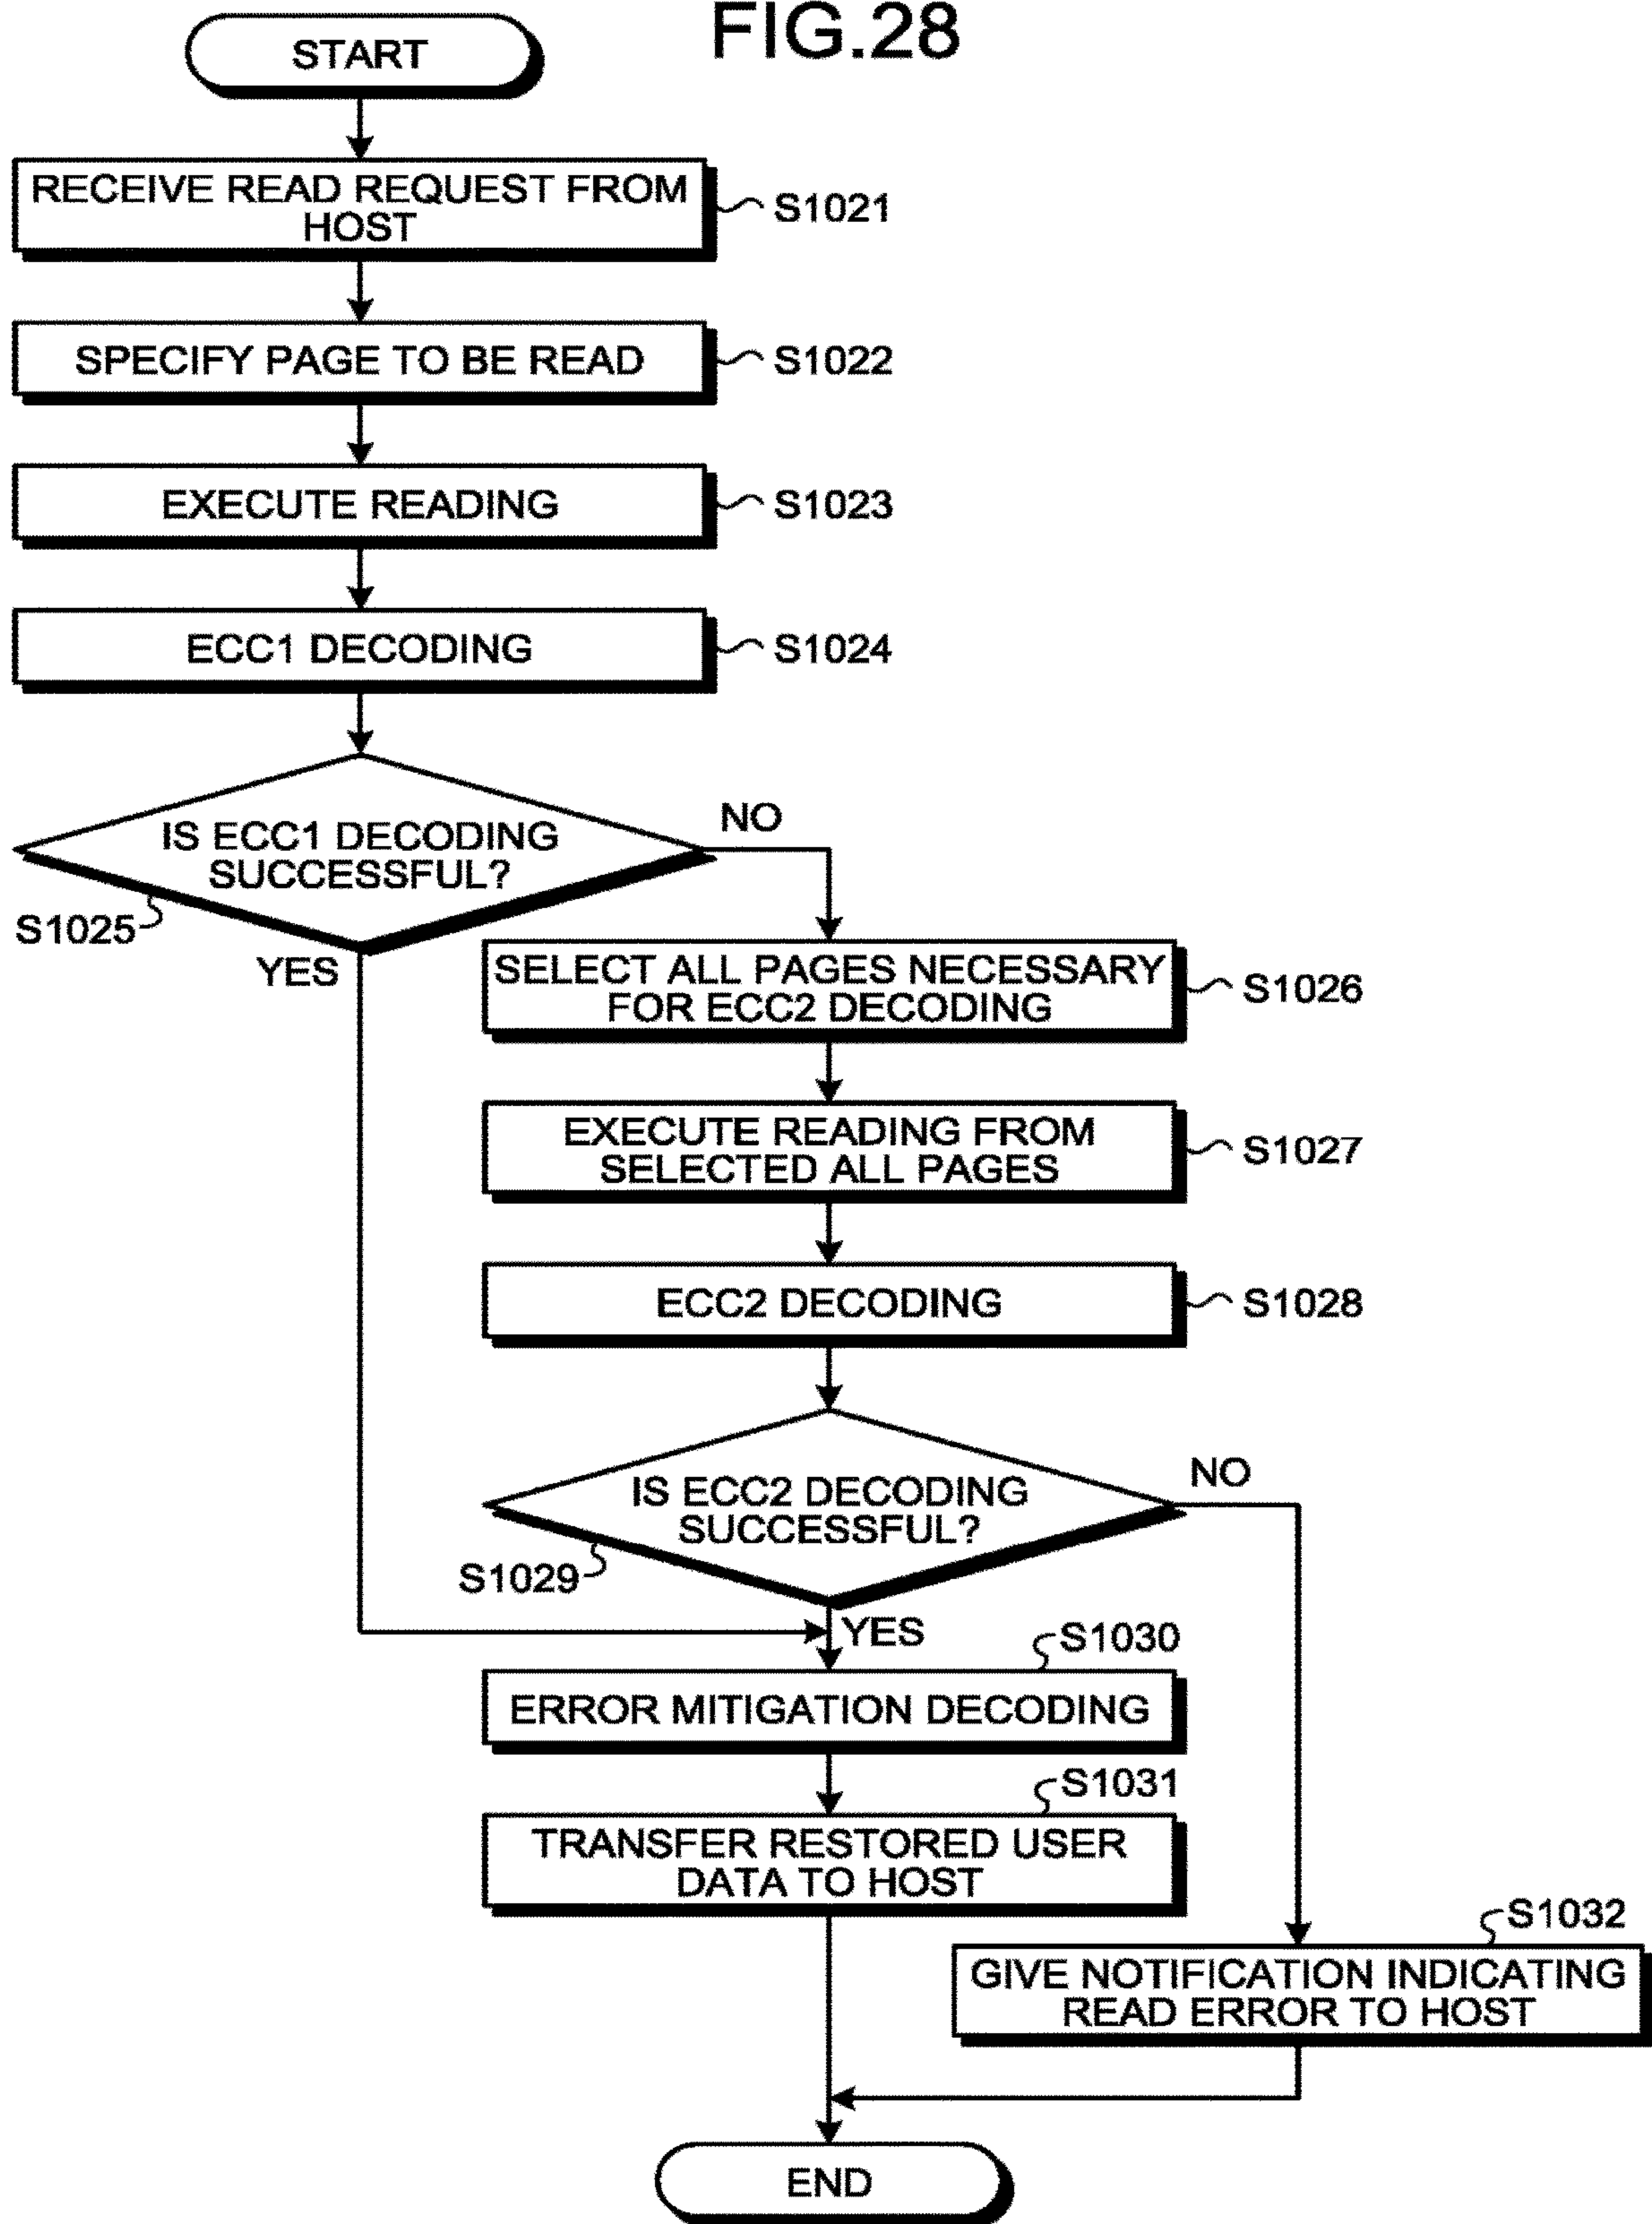 FIG.28
START
RECEIVE READ REQUEST FROM
HOST
S1021
SPECIFY PAGE TO BE READ
S1022
EXECUTE READING
S1023
ECC1 DECODING
S1024
IS ECC1 DECODING
SUCCESSFUL?
NO
S1025
YES
SELECT ALL PAGES NECESSARY
FOR ECC2 DECODING
S1026
EXECUTE READING FROM
SELECTED ALL PAGES
S1027
ECC2 DECODING
S1028
IS ECC2 DECODING
SUCCESSFUL?
NO
S1029
YES
S1030
ERROR MITIGATION DECODING
S1031
TRANSFER RESTORED USER
DATA TO HOST
S1032
GIVE NOTIFICATION INDICATING
READ ERROR TO HOST
END